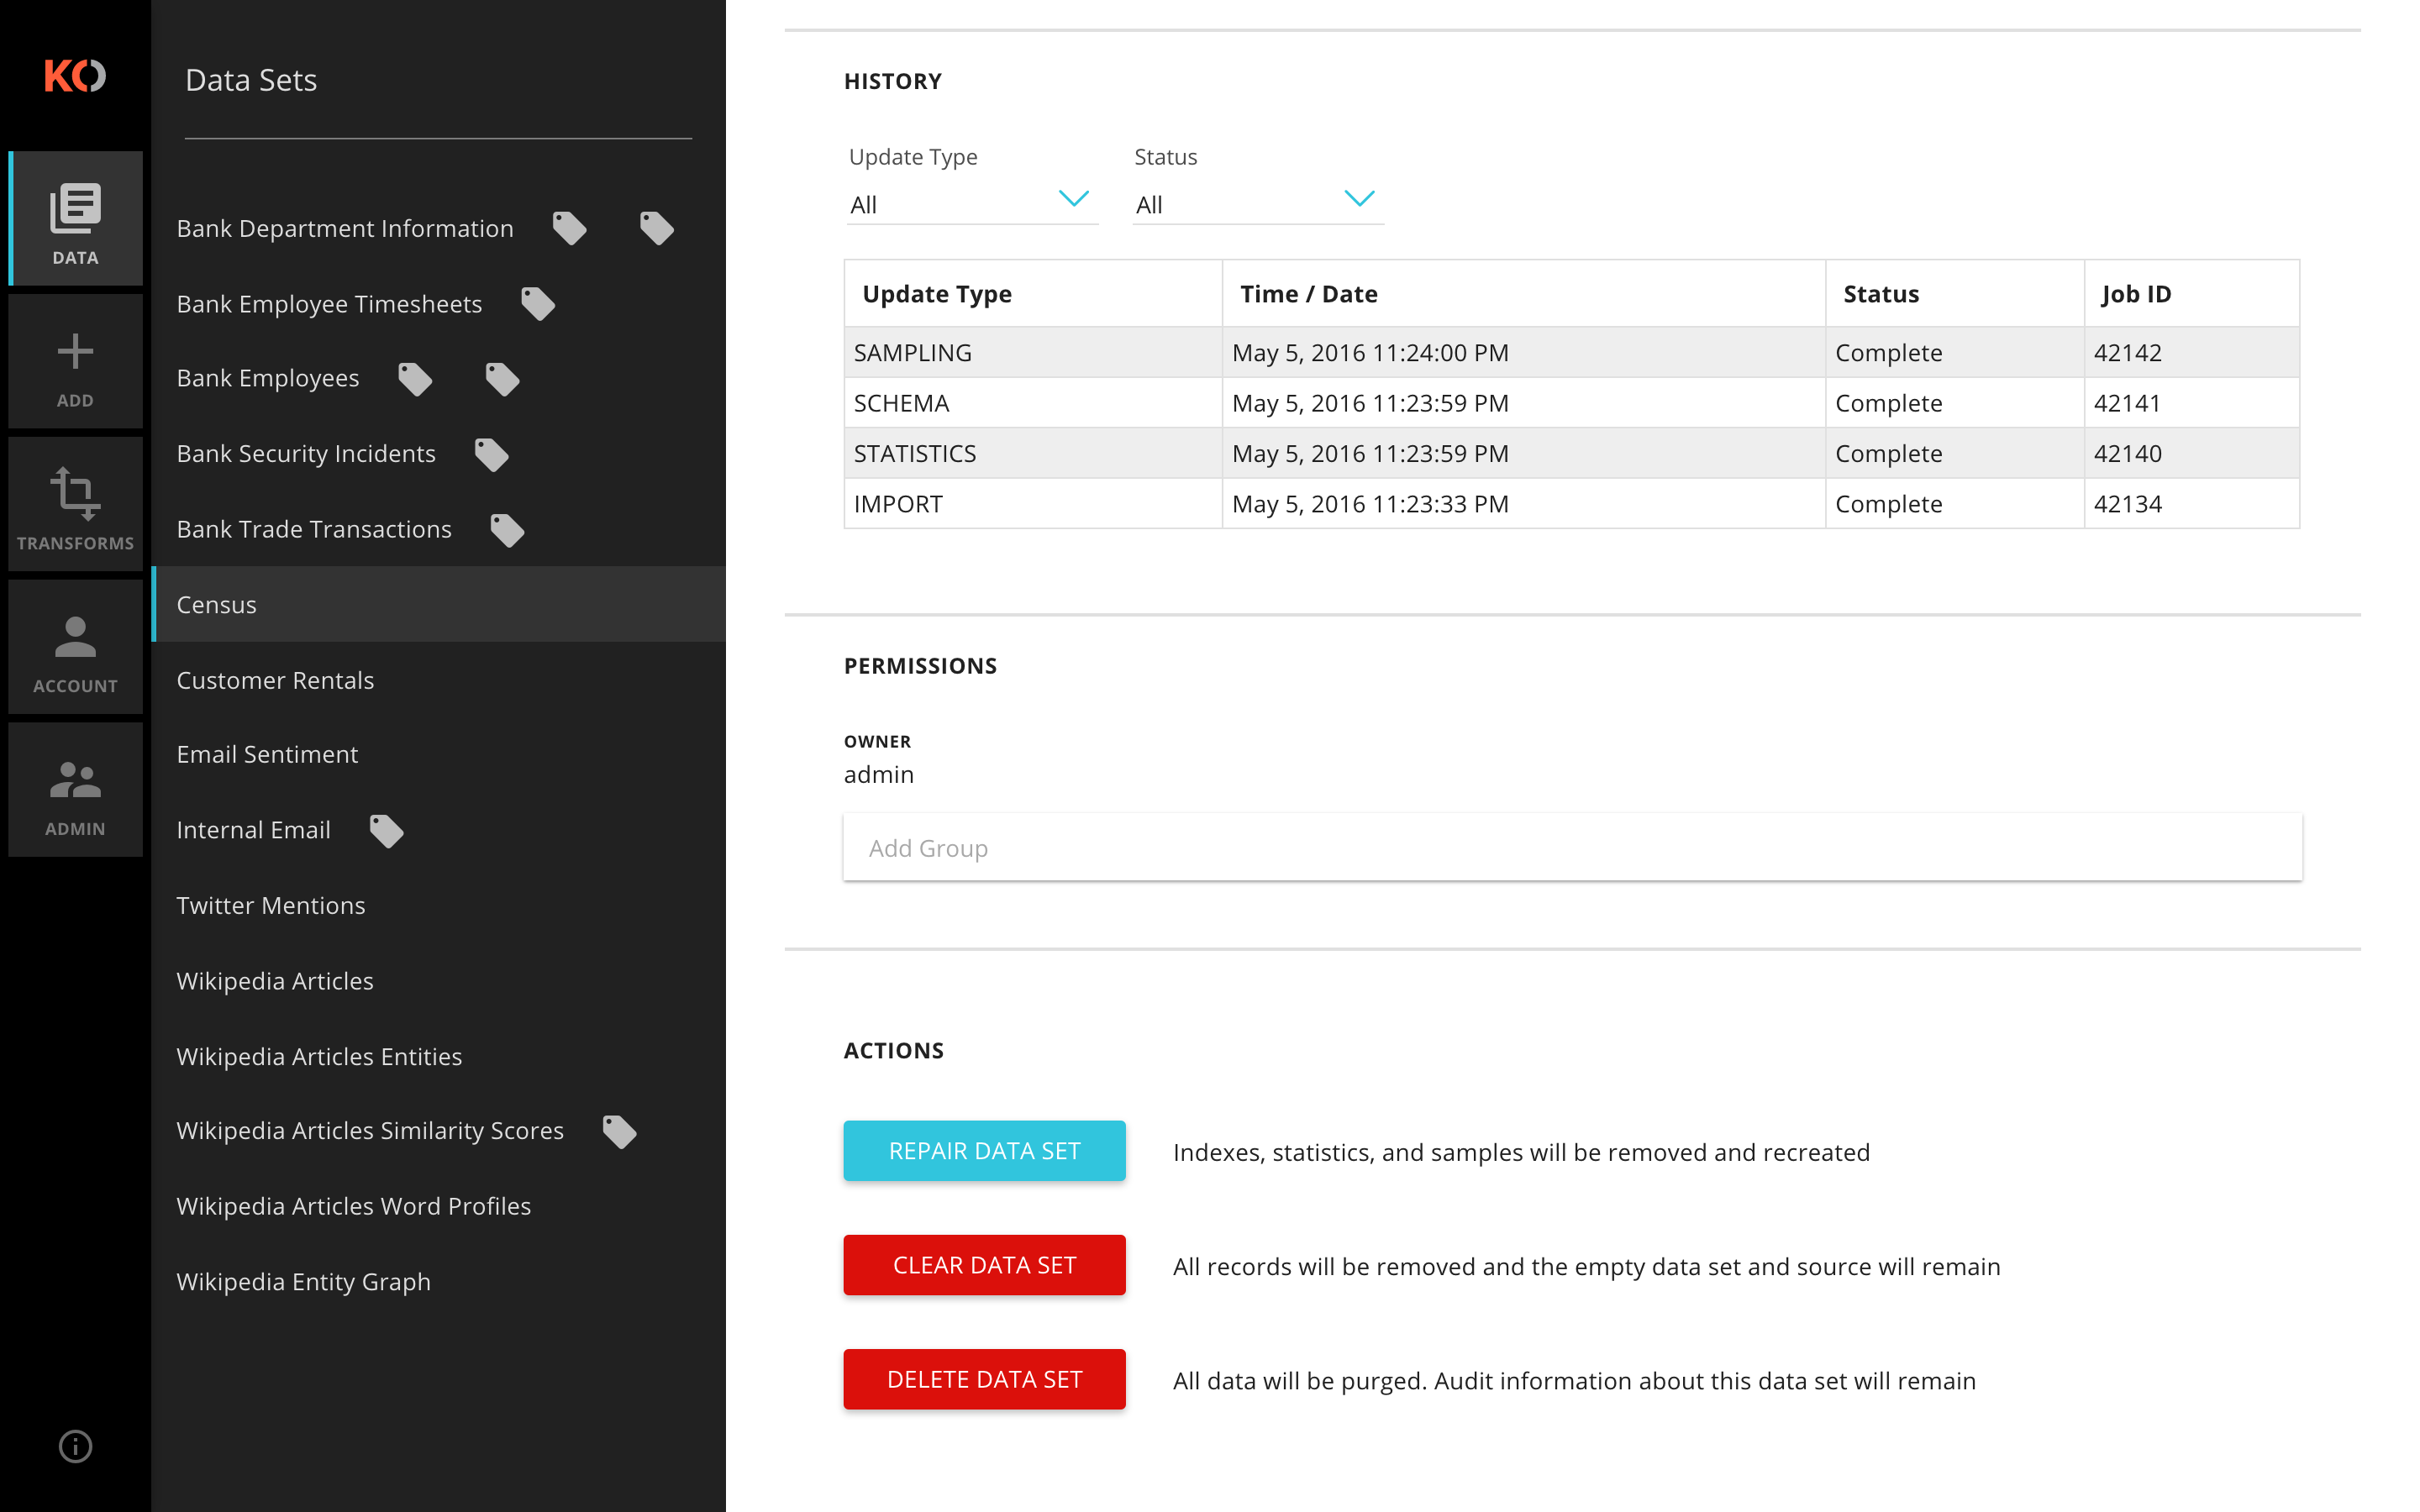 KO
DATA
ADD
TRANSFORMS
ACCOUNT
ADMIN
Data Sets
Bank Department Information
Bank Employee Timesheets
Bank Employees
Bank Security Incidents
Bank Trade Transactions
Census
Customer Rentals
Email Sentiment
Internal Email
Twitter Mentions
Wikipedia Articles
Wikipedia Articles Entities
Wikipedia Articles Similarity Scores
Wikipedia Articles Word Profiles
Wikipedia Entity Graph
HISTORY
Update Type Status
All All
Update Type Time / Date Status Job ID
SAMPLING May 5, 2016 11:24:00 PM Complete 42142
SCHEMA May 5, 2016 11:23:59 PM Complete 42141
STATISTICS May 5, 2016 11:23:59 PM Complete 42140
IMPORT May 5, 2016 11:23:33 PM Complete 42134
PERMISSIONS
OWNER
admin
Add Group
ACTIONS
REPAIR DATA SET Indexes, statistics, and samples will be removed and recreated
CLEAR DATA SET All records will be removed and the empty data set and source will remain
DELETE DATA SET All data will be purged. Audit information about this data set will remain